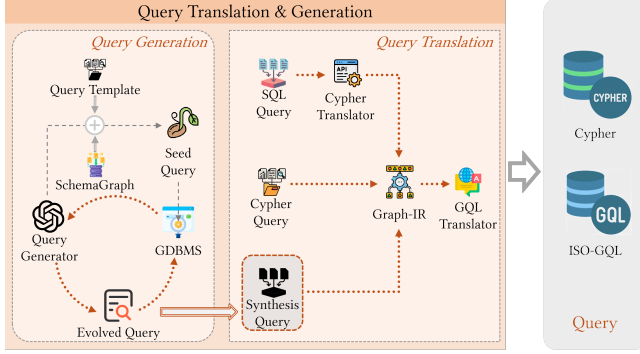 Query Translation & Generation
Query Generation
Query Template
SchemaGraph
Seed
Query
Query
Generator
GDBMS
Evolved Query
Query Translation
SQL
Query
API
Cypher
Translator
Cypher
Query
Graph-IR
A
GQL
Translator
Synthesis
Query
CYPHER
Cypher
GQL
ISO-GQL
Query